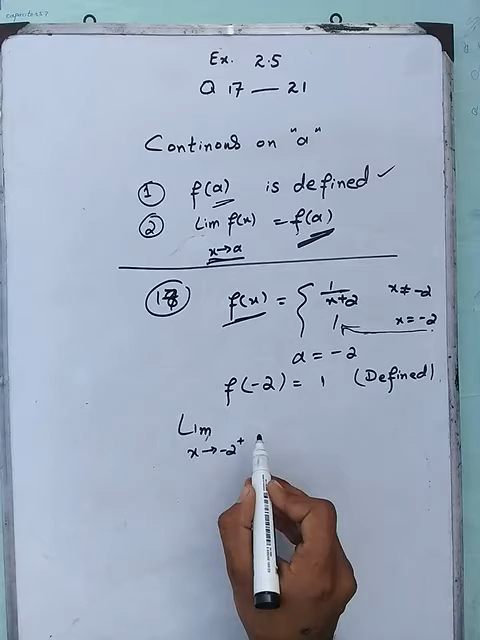 Ex. 2.5
Q 17 — 21
Continous on "a"
① f(a) is defined ✓
② Lim f(x) = f(a)
x→a
f(x) = { 1/x+2 x ≠ -2
1 x = -2
a = -2
f(-2) = 1 (Defined)
Lim
x→-2⁺